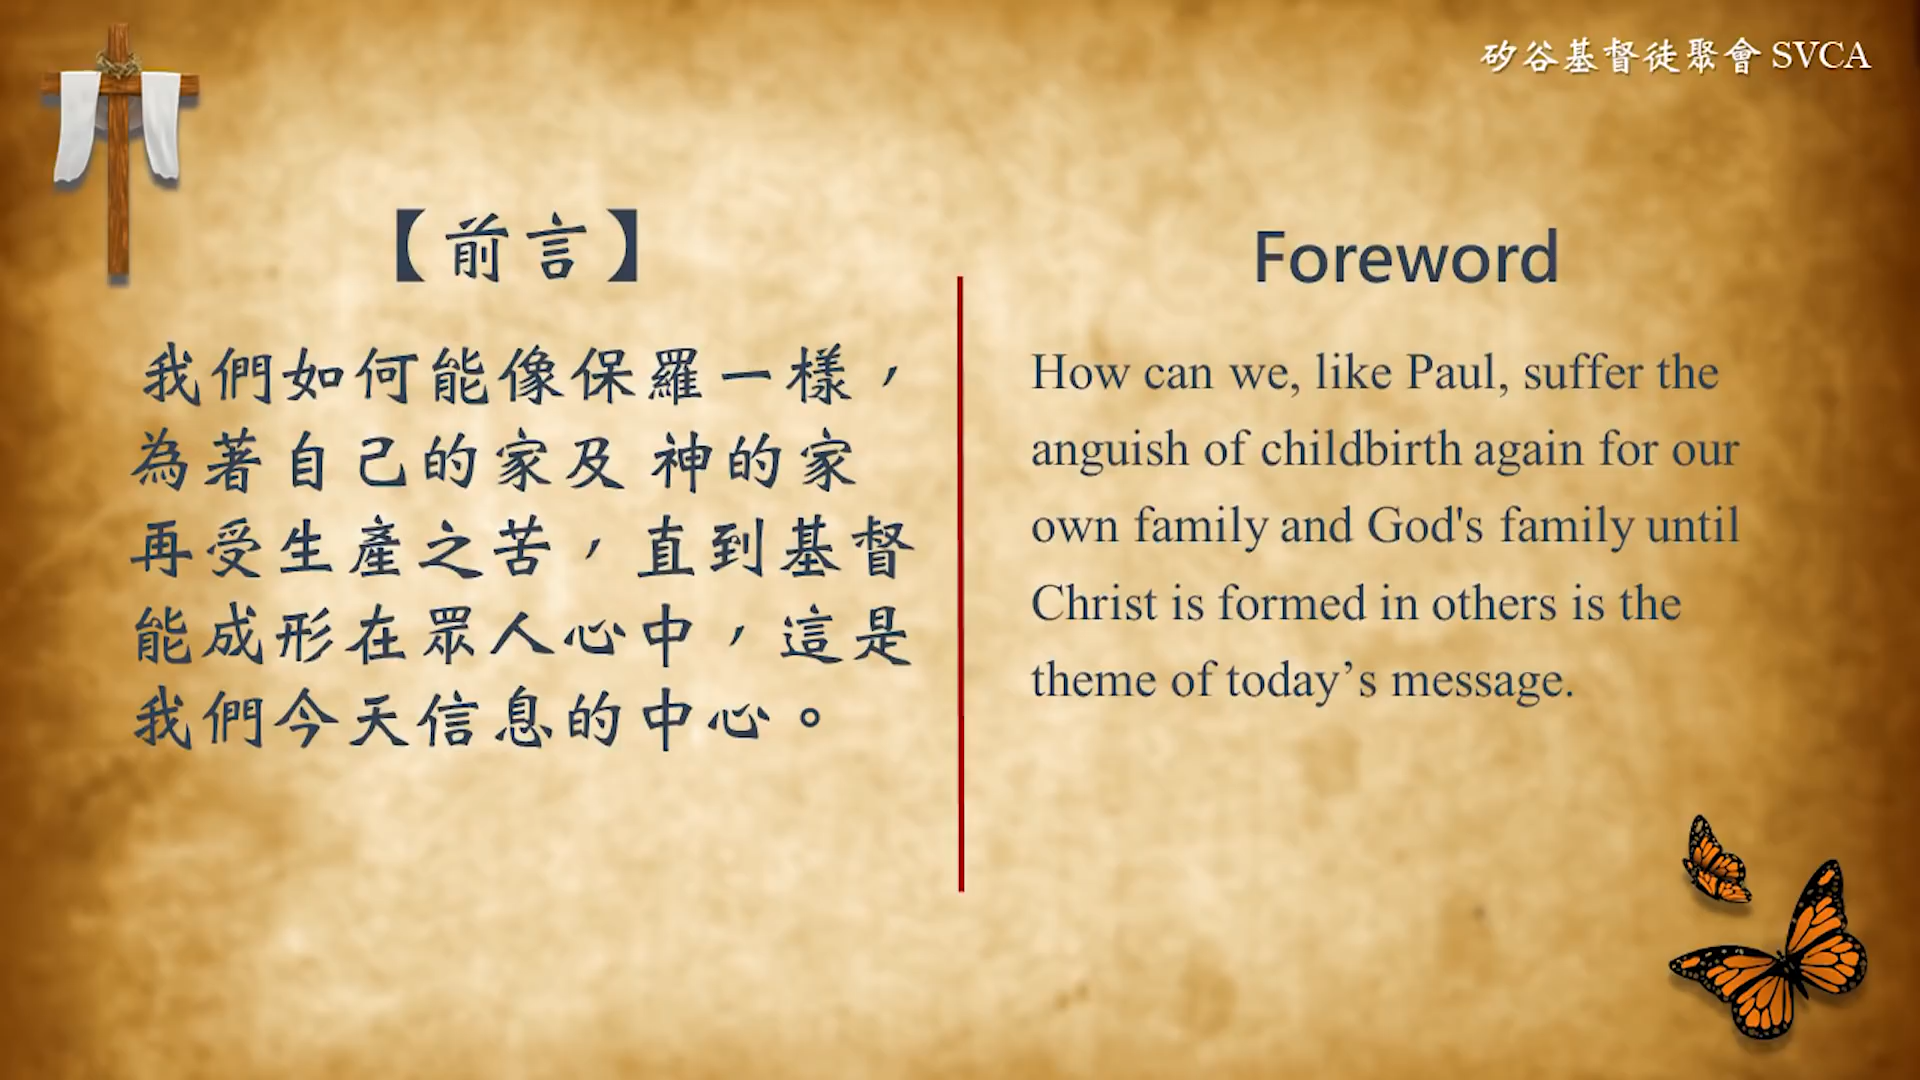 矽谷基督徒聚會 SVCA
【前言】
我們如何能像保羅一樣，
為著自己的家及 神的家
再受生產之苦，直到基督
能成形在眾人心中，這是
我們今天信息的中心。
Foreword
How can we, like Paul, suffer the
anguish of childbirth again for our
own family and God's family until
Christ is formed in others is the
theme of today’s message.